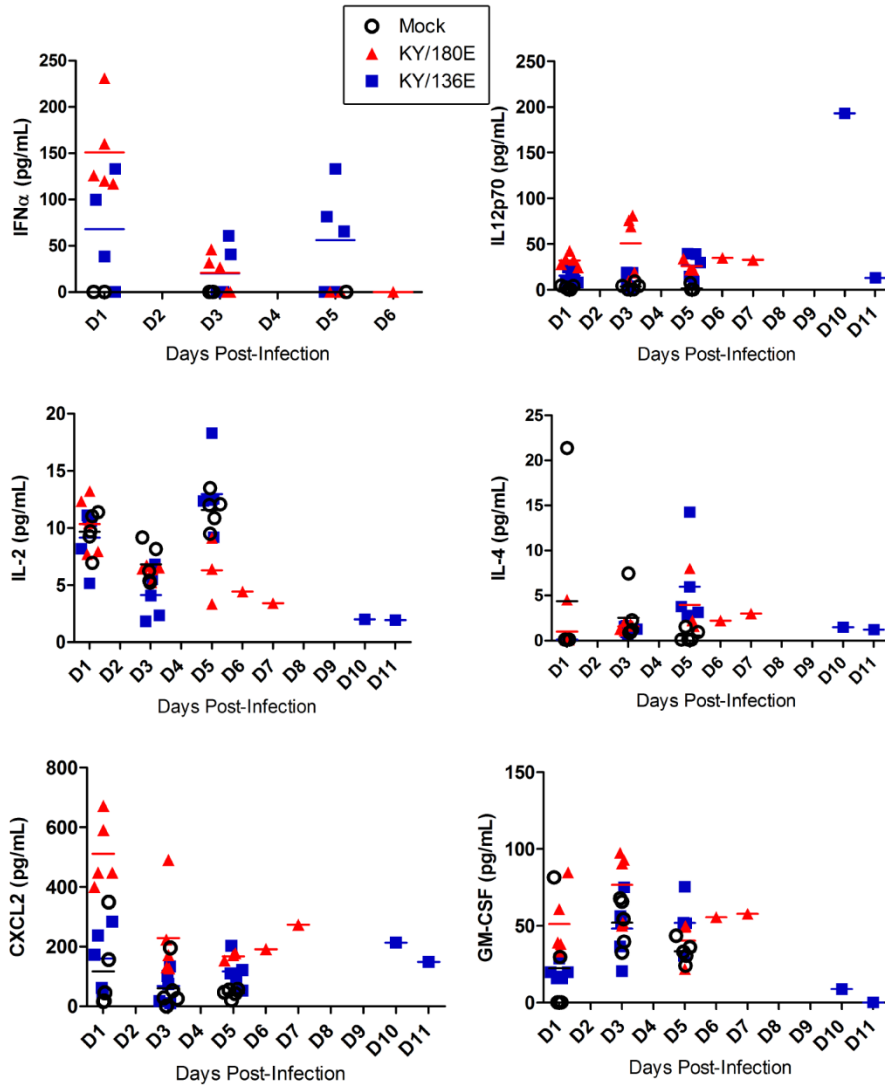 Mock
KY/180E
KY/136E
IFNα (pg/mL)
250
200
150
100
50
0
D1 D2 D3 D4 D5 D6
Days Post-Infection
IL12p70 (pg/mL)
250
200
150
100
50
0
D1 D2 D3 D4 D5 D6 D7 D8 D9 D10 D11
Days Post-Infection
IL-2 (pg/mL)
20
15
10
5
0
D1 D2 D3 D4 D5 D6 D7 D8 D9 D10 D11
Days Post-Infection
IL-4 (pg/mL)
25
20
15
10
5
0
D1 D2 D3 D4 D5 D6 D7 D8 D9 D10 D11
Days Post-Infection
CXCL2 (pg/mL)
800
600
400
200
0
D1 D2 D3 D4 D5 D6 D7 D8 D9 D10 D11
Days Post-Infection
GM-CSF (pg/mL)
150
100
50
0
D1 D2 D3 D4 D5 D6 D7 D8 D9 D10 D11
Days Post-Infection